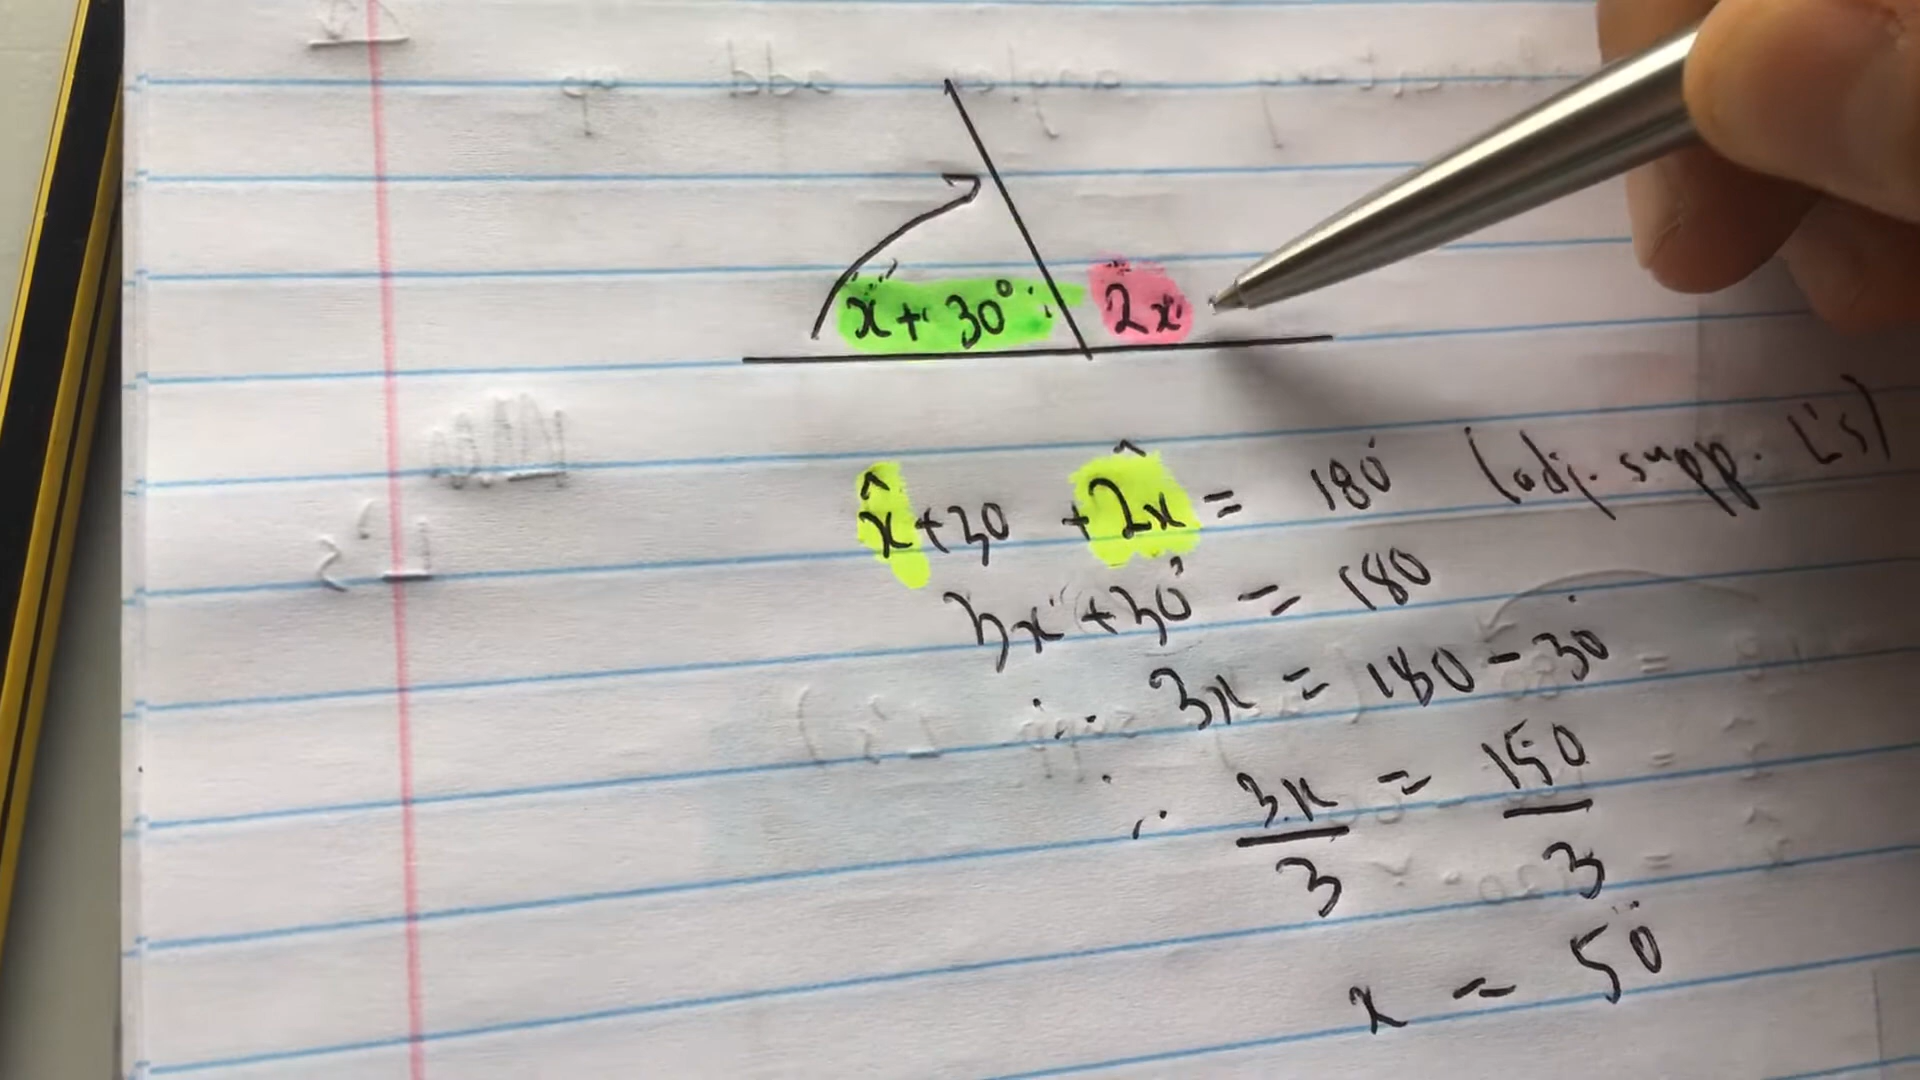 x + 30° 2x
x̂ + 30 + 2x̂ = 180° (adj. supp. L's)
3x + 30° = 180
∴ 3x = 180 - 30
∴ 3x/3 = 150/3
x = 50